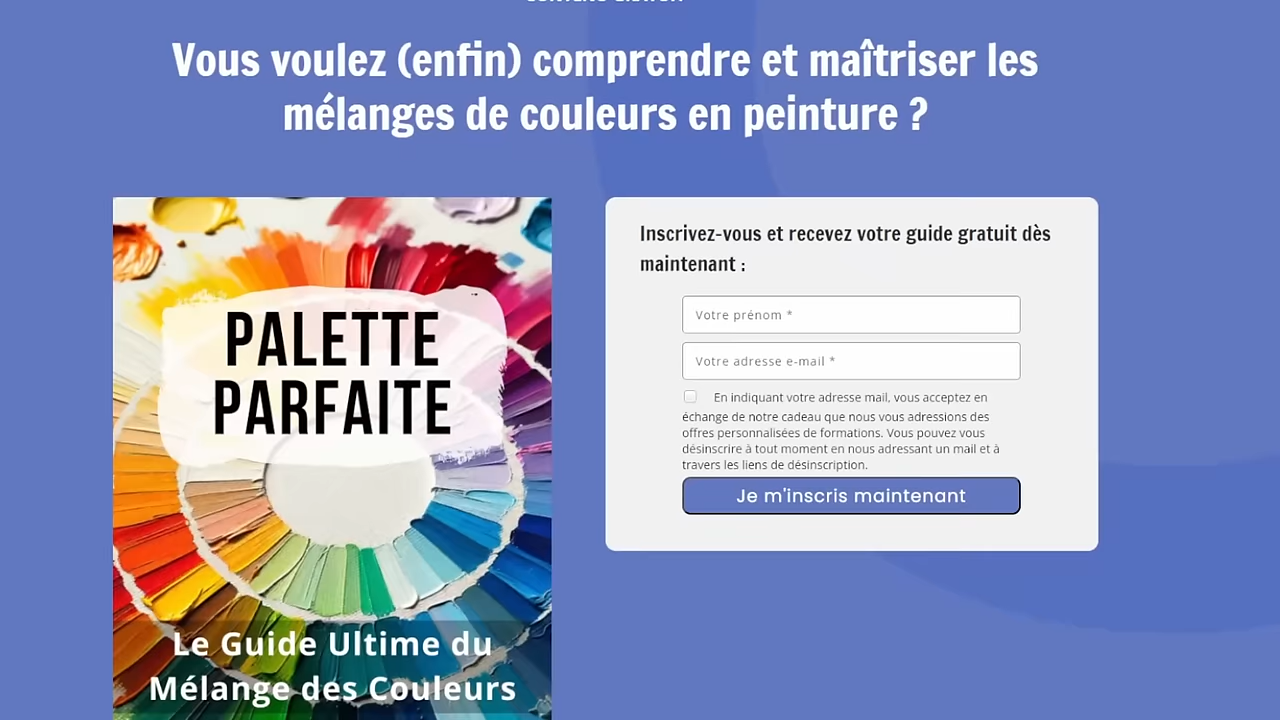 Vous voulez (enfin) comprendre et maîtriser les
mélanges de couleurs en peinture ?
PALETTE
PARFAITE
Le Guide Ultime du
Mélange des Couleurs
Inscrivez-vous et recevez votre guide gratuit dès
maintenant :
Votre prénom *
Votre adresse e-mail *
En indiquant votre adresse mail, vous acceptez en
échange de notre cadeau que nous vous adressions des
offres personnalisées de formations. Vous pouvez vous
désinscrire à tout moment en nous adressant un mail et à
travers les liens de désinscription.
Je m'inscris maintenant